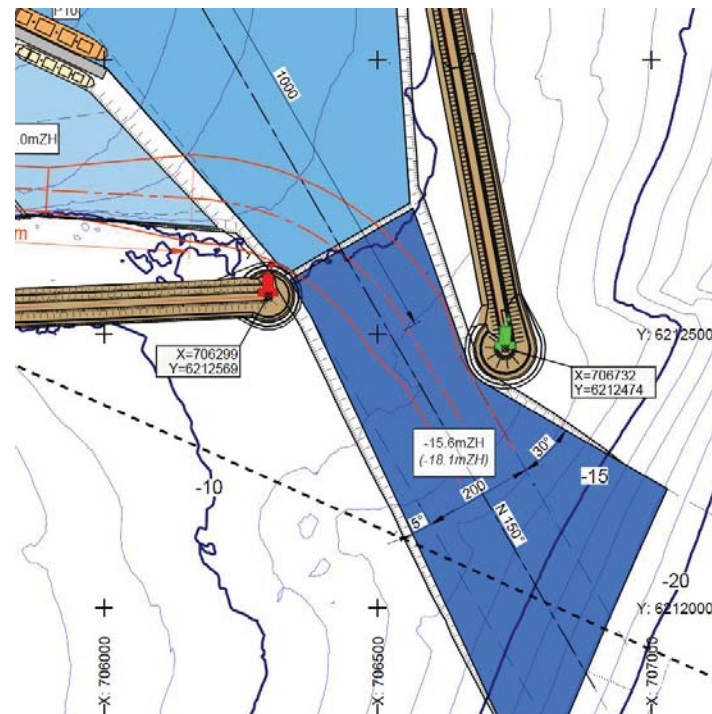 P10
1000
.0mZH
m
Y: 6212500
X=706299
Y=6212569
X=706732
Y=6212474
-15.6mZH
(-18.1mZH)
30°
-15
-10
200
5°
N 150°
-20
Y: 6212000
X: 706000
X: 706500
X: 707000